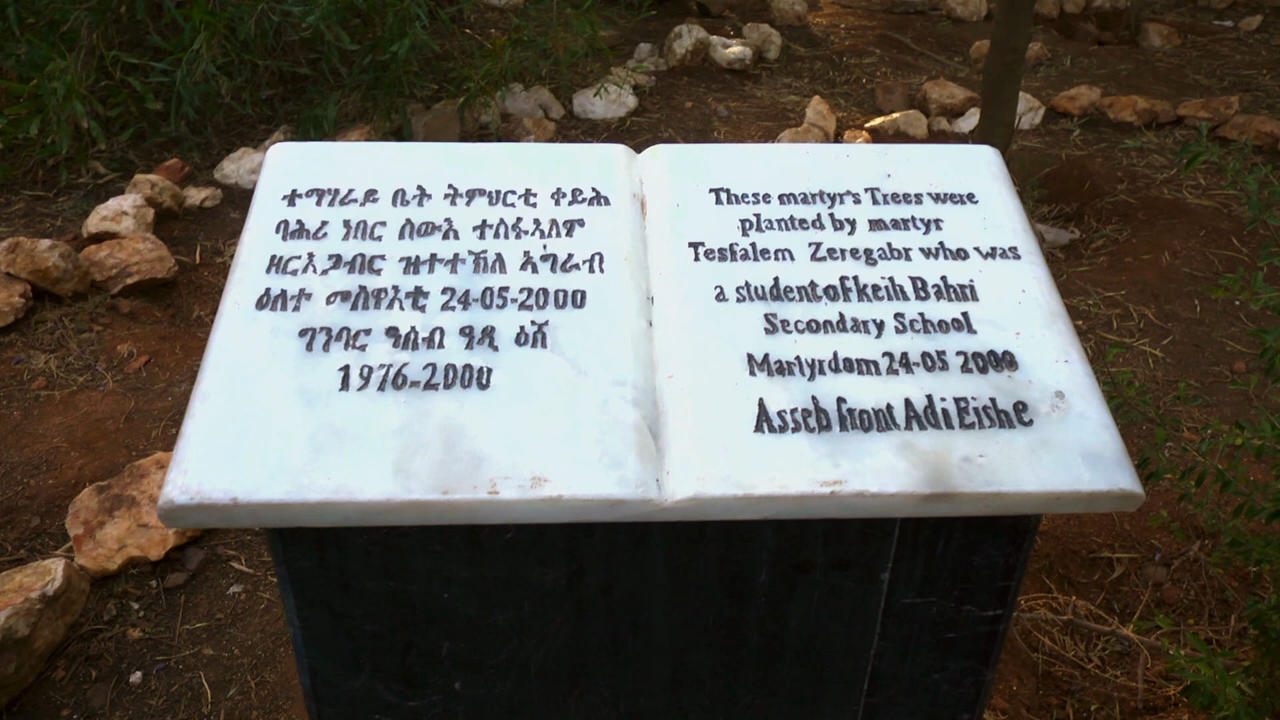 ተማሃራይ ቤት ትምህርቲ ቀይሕ
ባሕሪ ነበር ስውእ ተስፋኣለም
ዘርእጋብር ዝተተኽለ ኣግራብ
ዕለተ መስዋእቲ 24-05-2000
ግንባር ዓሰብ ዓዲ ዕሸ
1976-2000
These martyr's Trees were
planted by martyr
Tesfalem Zeregabr who was
a student of keih Bahri
Secondary School
Martyrdom 24-05 2000
Asseb front Adi Eishe